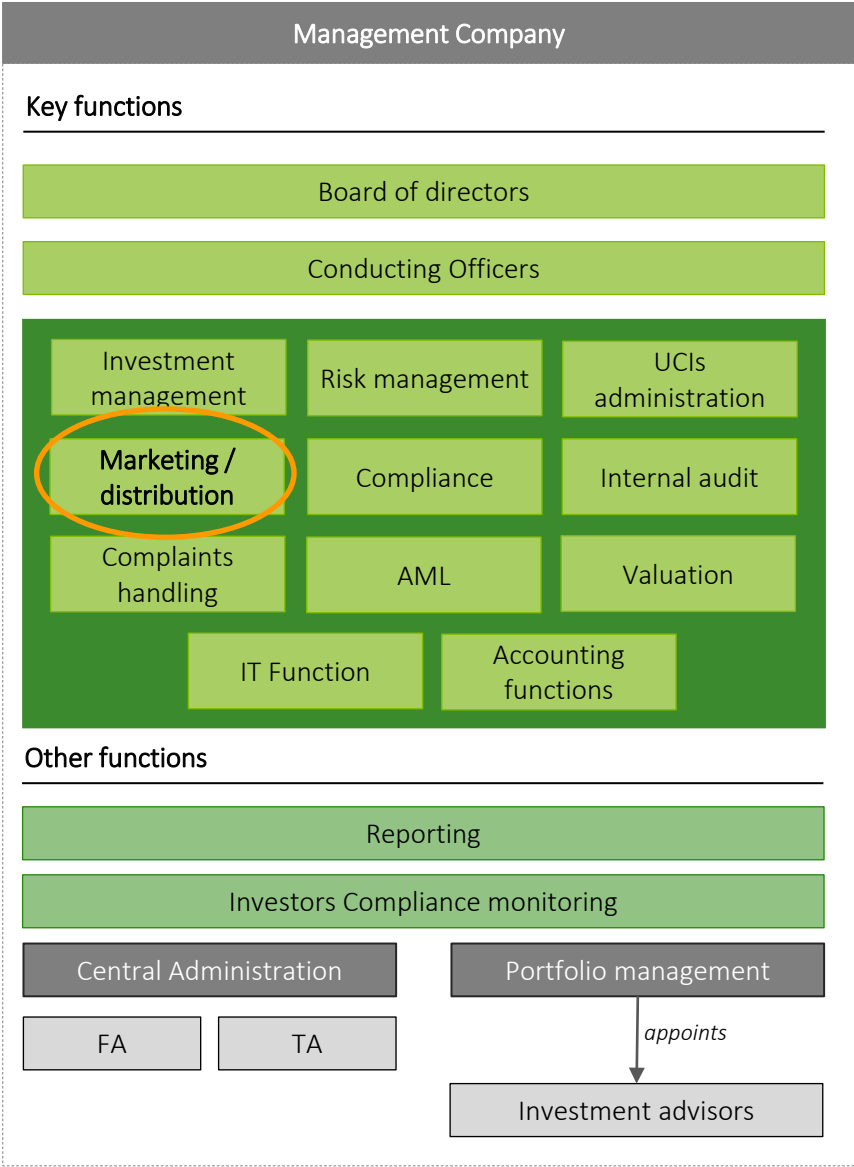 Management Company
Key functions
Board of directors
Conducting Officers
Investment
management
Risk management
UCIs
administration
Marketing /
distribution
Compliance
Internal audit
Complaints
handling
AML
Valuation
IT Function
Accounting
functions
Other functions
Reporting
Investors Compliance monitoring
Central Administration
Portfolio management
FA
TA
appoints
Investment advisors